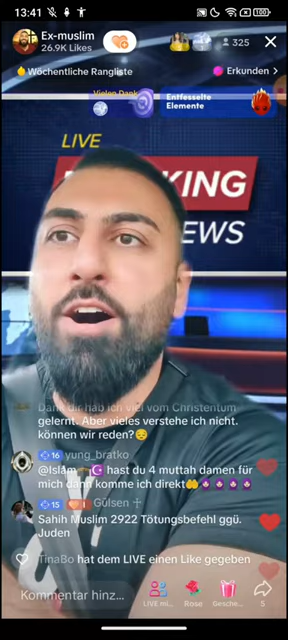 13:41
100
Ex-muslim
26.9K Likes
325
Wöchentliche Rangliste
Erkunden >
Vielen Dank
Entfesselte
Elemente
LIVE
KING
EWS
Dank dir hab ich viel vom Christentum
gelernt. Aber vieles verstehe ich nicht.
können wir reden?😔
16 yung_bratko
@Islam hast du 4 muttah damen für
mich dann komme ich direkt
15 Gülsen ✝
Sahih Muslim 2922 Tötungsbefehl ggü.
Juden
TinaBo hat dem LIVE einen Like gegeben
Kommentar hinz...
LIVE mi...
Rose
Gesche...
5